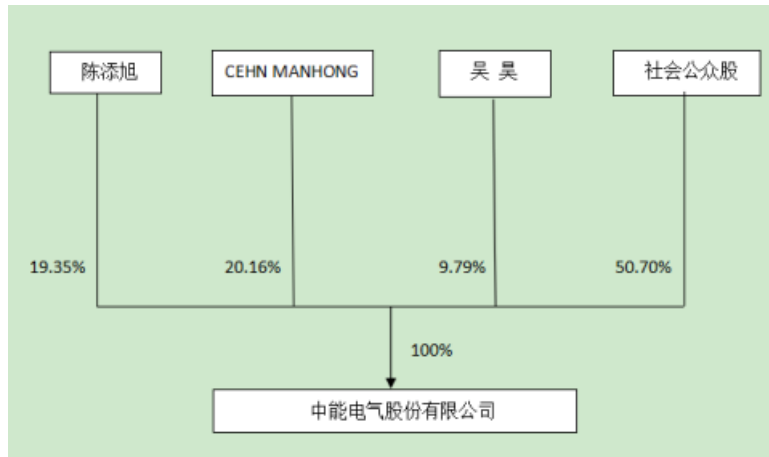 陈添旭
CEHN MANHONG
吴 昊
社会公众股
19.35%
20.16%
9.79%
50.70%
100%
中能电气股份有限公司